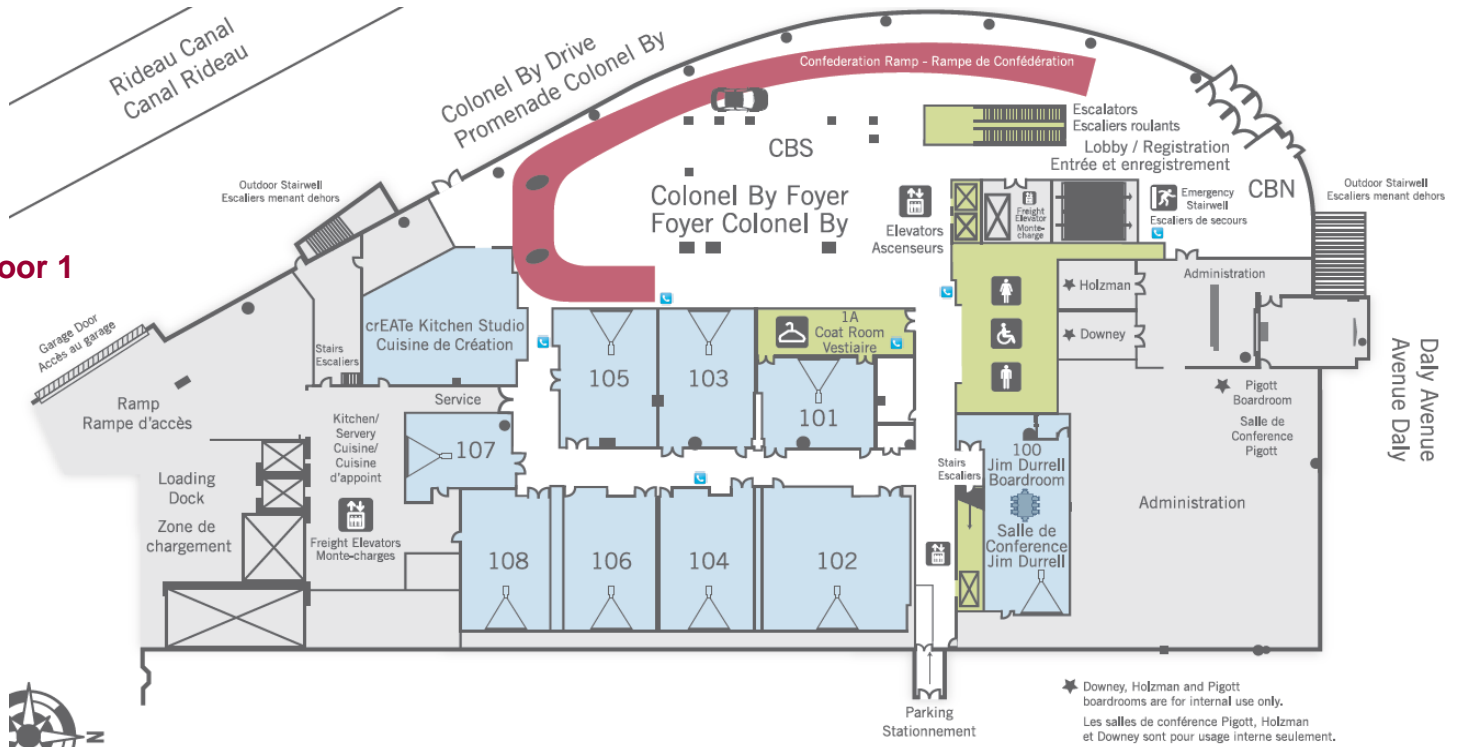 Rideau Canal
Canal Rideau
Colonel By Drive
Promenade Colonel By
Confederation Ramp - Rampe de Confédération
Escalators
Escaliers roulants
CBS
Lobby / Registration
Entrée et enregistrement
Outdoor Stairwell
Escaliers menant dehors
Colonel By Foyer
Foyer Colonel By
Elevators
Ascenseurs
Freight
Elevator
Monte-
charge
Emergency
Stairwell
Escaliers de secours
CBN
Outdoor Stairwell
Escaliers menant dehors
oor 1
Administration
Holzman
Downey
Garage Door
Accès au garage
crEATe Kitchen Studio
Cuisine de Création
1A
Coat Room
Vestiaire
Stairs
Escaliers
105
103
101
Daly Avenue
Avenue Daly
Pigott
Boardroom
Salle de
Conference
Pigott
Ramp
Rampe d'accès
Service
Kitchen/
Servery
Cuisine/
Cuisine
d'appoint
107
Stairs
Escaliers
100
Jim Durrell
Boardroom
Salle de
Conference
Jim Durrell
Administration
Loading
Dock
Zone de
chargement
Freight Elevators
Monte-charges
108
106
104
102
Parking
Stationnement
Downey, Holzman and Pigott
boardrooms are for internal use only.
Les salles de conférence Pigott, Holzman
et Downey sont pour usage interne seulement.
N